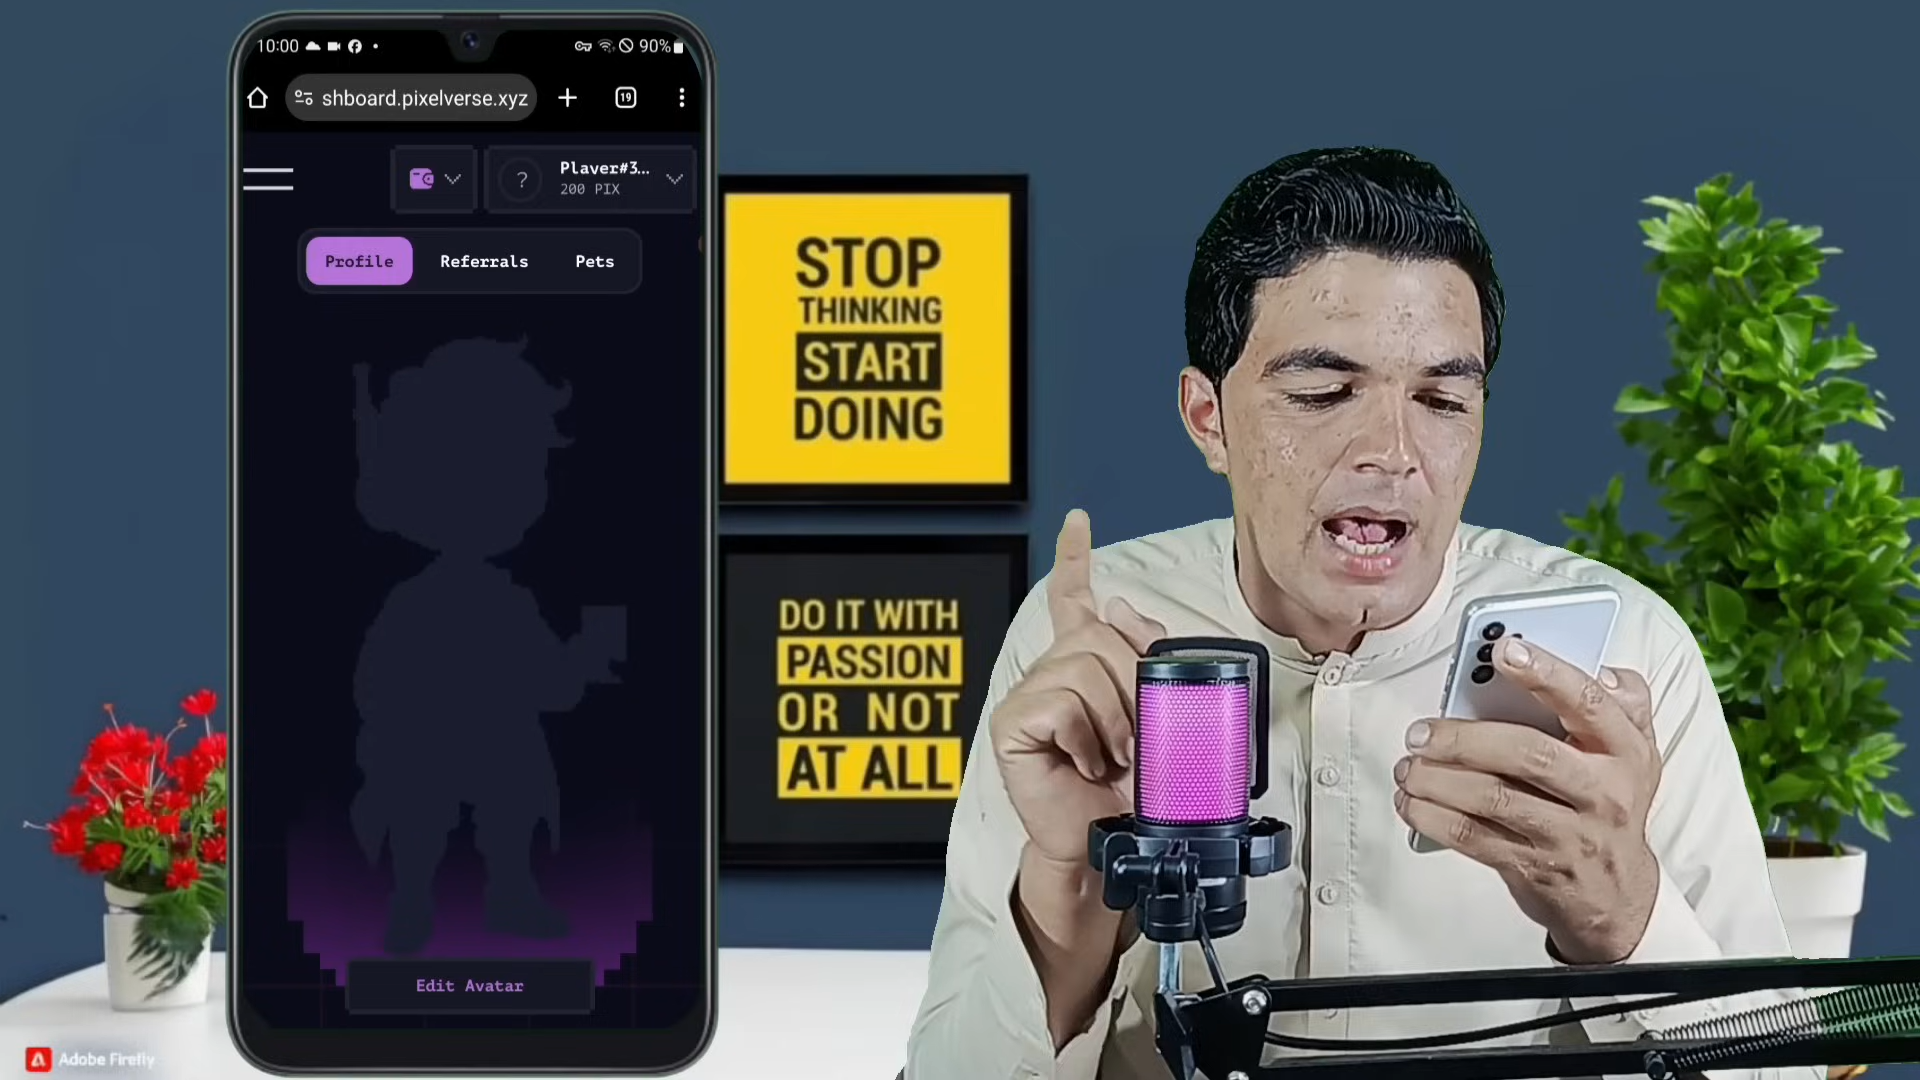 10:00
90%
shboard.pixelverse.xyz
19
?
Player#3...
200 PIX
Profile
Referrals
Pets
Edit Avatar
STOP
THINKING
START
DOING
DO IT WITH
PASSION
OR NOT
AT ALL
Adobe Firefly